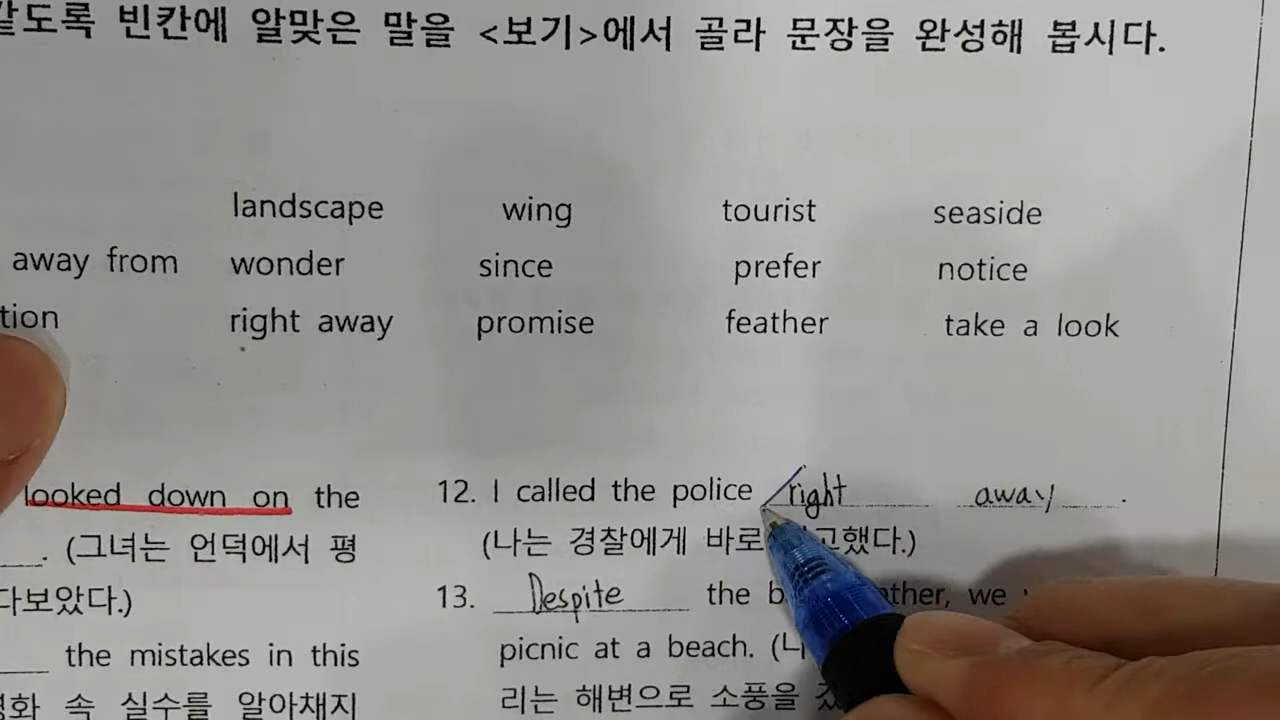 같도록 빈칸에 알맞은 말을 <보기>에서 골라 문장을 완성해 봅시다.
landscape wing tourist seaside
away from wonder since prefer notice
tion right away promise feather take a look
looked down on the
12. I called the police right away.
. (그녀는 언덕에서 평
(나는 경찰에게 바로 했다.)
다보았다.)
13. Despite the ather, we
the mistakes in this
picnic at a beach. (
영화 속 실수를 알아채지
리는 해변으로 소풍을